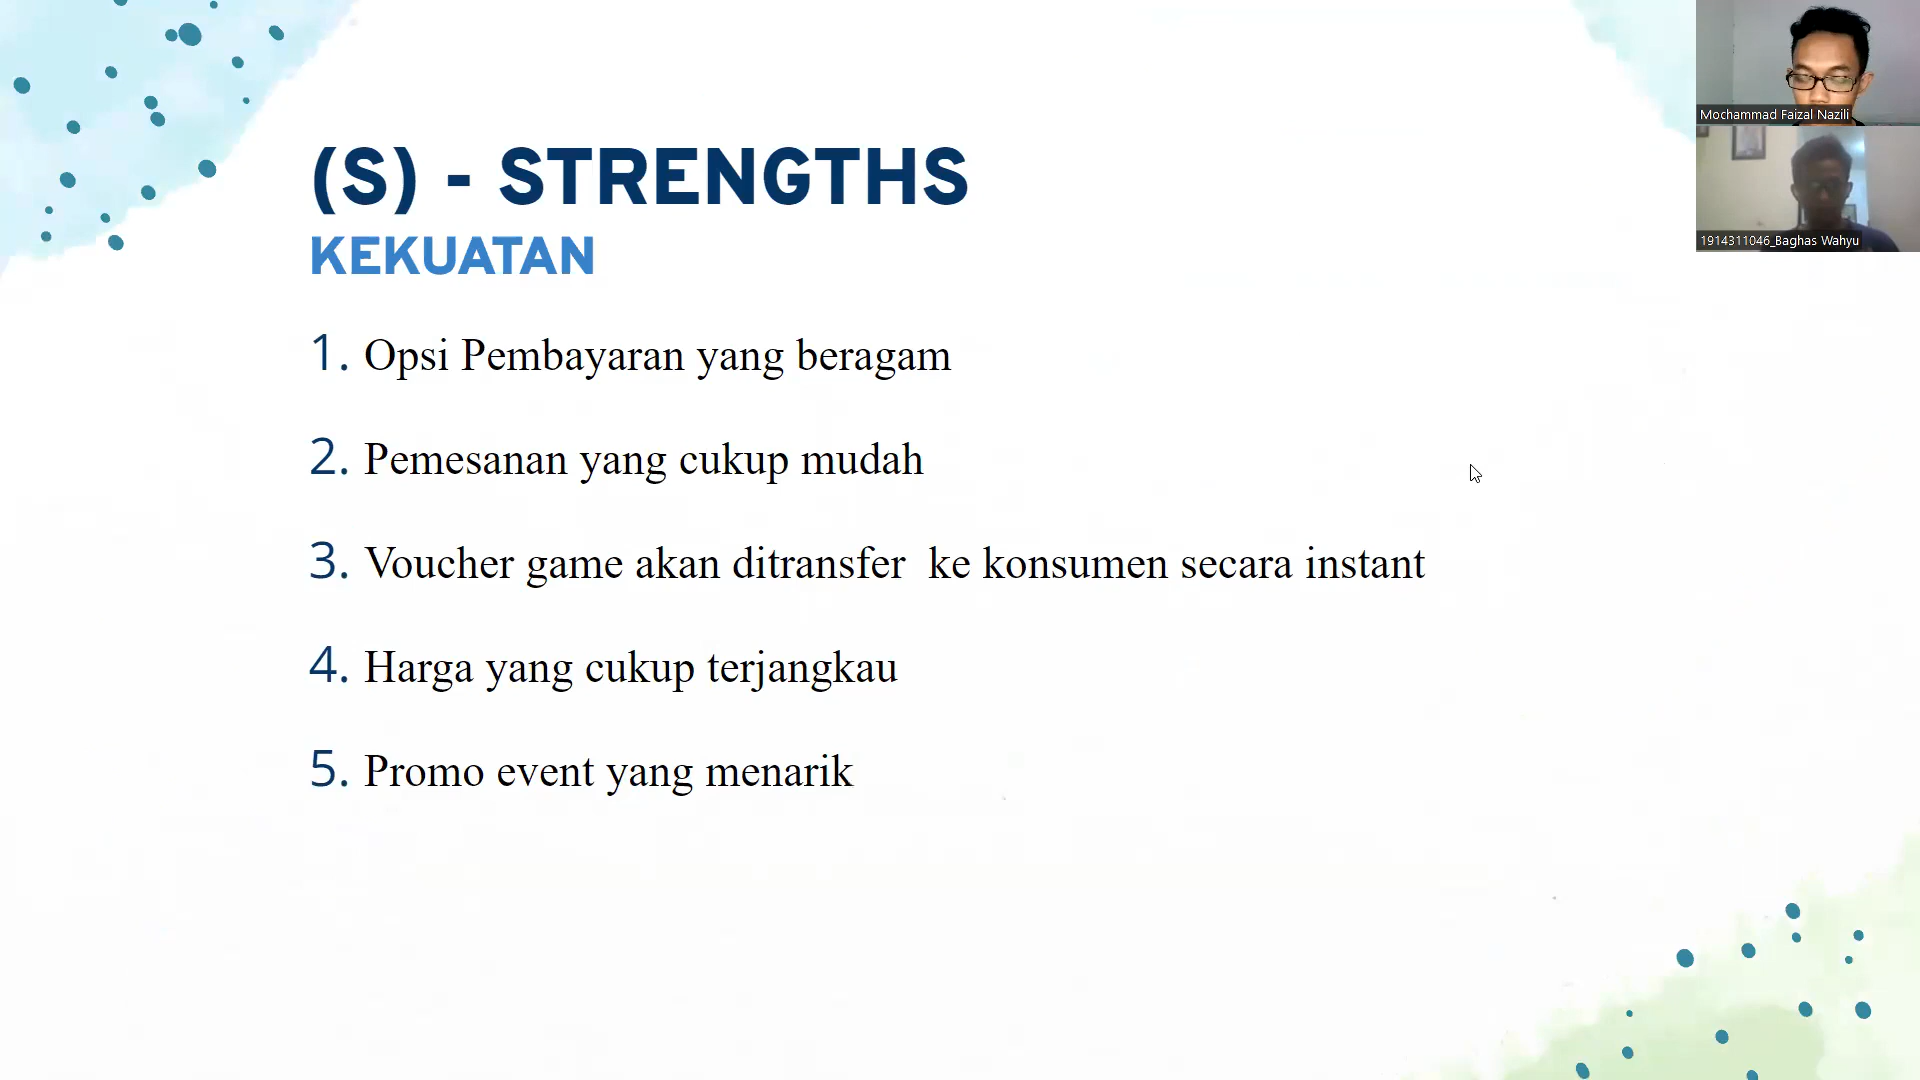 (S) - STRENGTHS
KEKUATAN
1. Opsi Pembayaran yang beragam
2. Pemesanan yang cukup mudah
3. Voucher game akan ditransfer  ke konsumen secara instant
4. Harga yang cukup terjangkau
5. Promo event yang menarik
Mochammad Faizal Nazili
1914311046_Baghas Wahyu